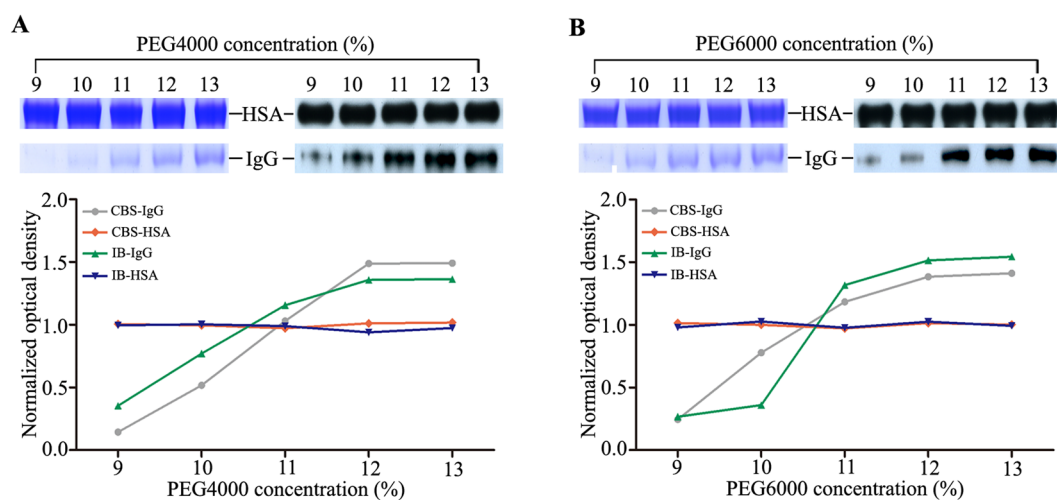 A
PEG4000 concentration (%)
9 10 11 12 13 9 10 11 12 13
HSA
IgG
2.0
1.5
1.0
0.5
0.0
Normalized optical density
CBS-IgG
CBS-HSA
IB-IgG
IB-HSA
9 10 11 12 13
PEG4000 concentration (%)
B
PEG6000 concentration (%)
9 10 11 12 13 9 10 11 12 13
HSA
IgG
2.0
1.5
1.0
0.5
0.0
Normalized optical density
CBS-IgG
CBS-HSA
IB-IgG
IB-HSA
9 10 11 12 13
PEG6000 concentration (%)